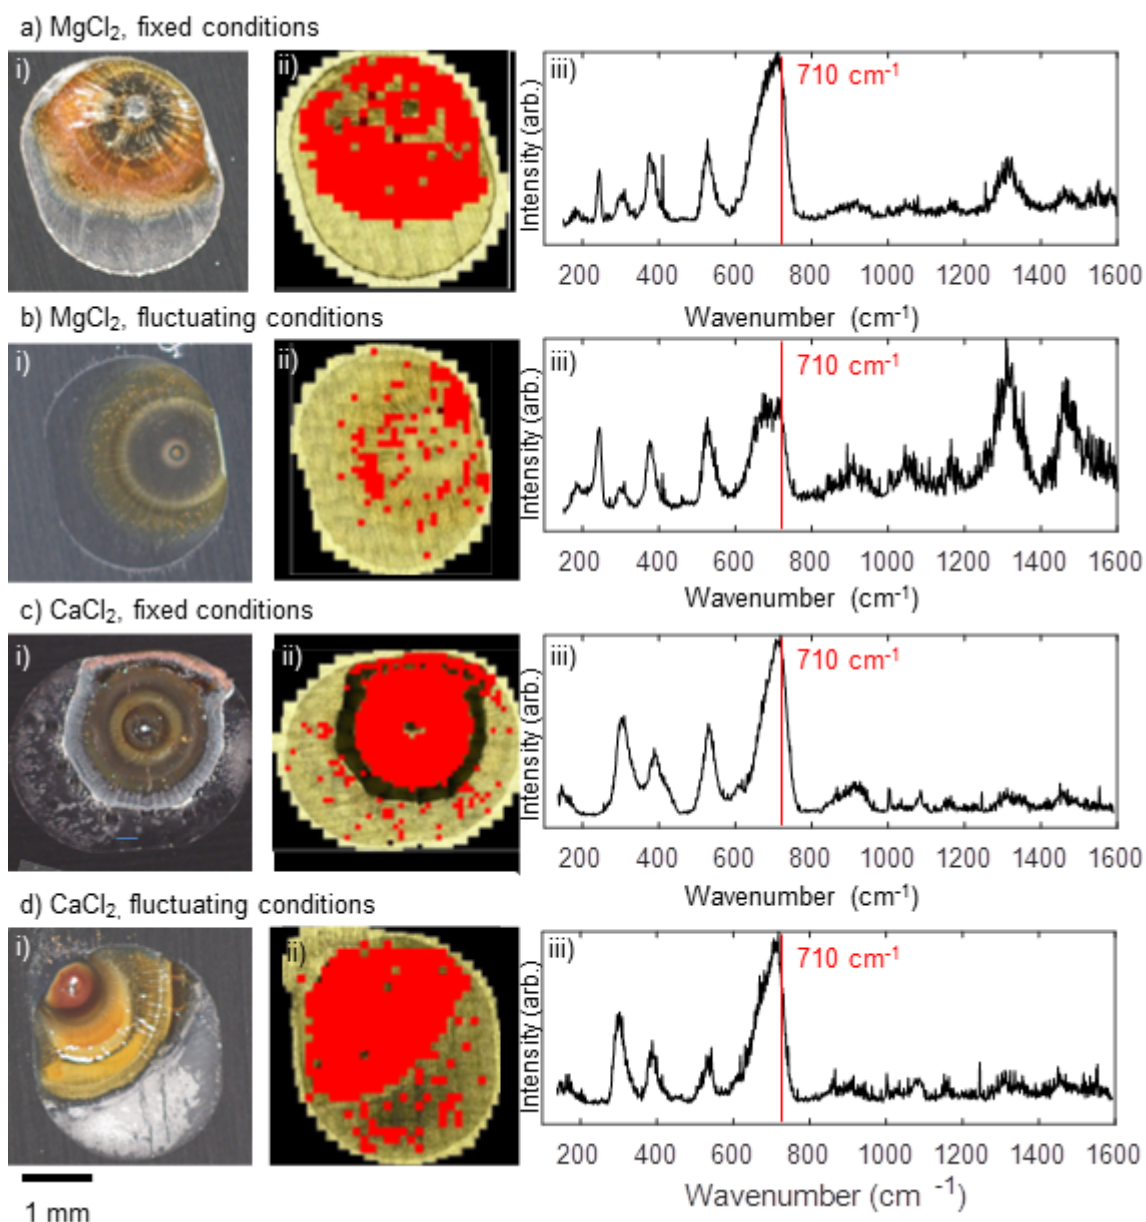 a) MgCl₂, fixed conditions
i)
ii)
iii)
710 cm⁻¹
Intensity (arb.)
200 400 600 800 1000 1200 1400 1600
Wavenumber (cm⁻¹)
b) MgCl₂, fluctuating conditions
i)
ii)
iii)
710 cm⁻¹
Intensity (arb.)
200 400 600 800 1000 1200 1400 1600
Wavenumber (cm⁻¹)
c) CaCl₂, fixed conditions
i)
ii)
iii)
710 cm⁻¹
Intensity (arb.)
200 400 600 800 1000 1200 1400 1600
Wavenumber (cm⁻¹)
d) CaCl₂, fluctuating conditions
i)
ii)
iii)
710 cm⁻¹
Intensity (arb.)
200 400 600 800 1000 1200 1400 1600
Wavenumber (cm ⁻¹)
1 mm